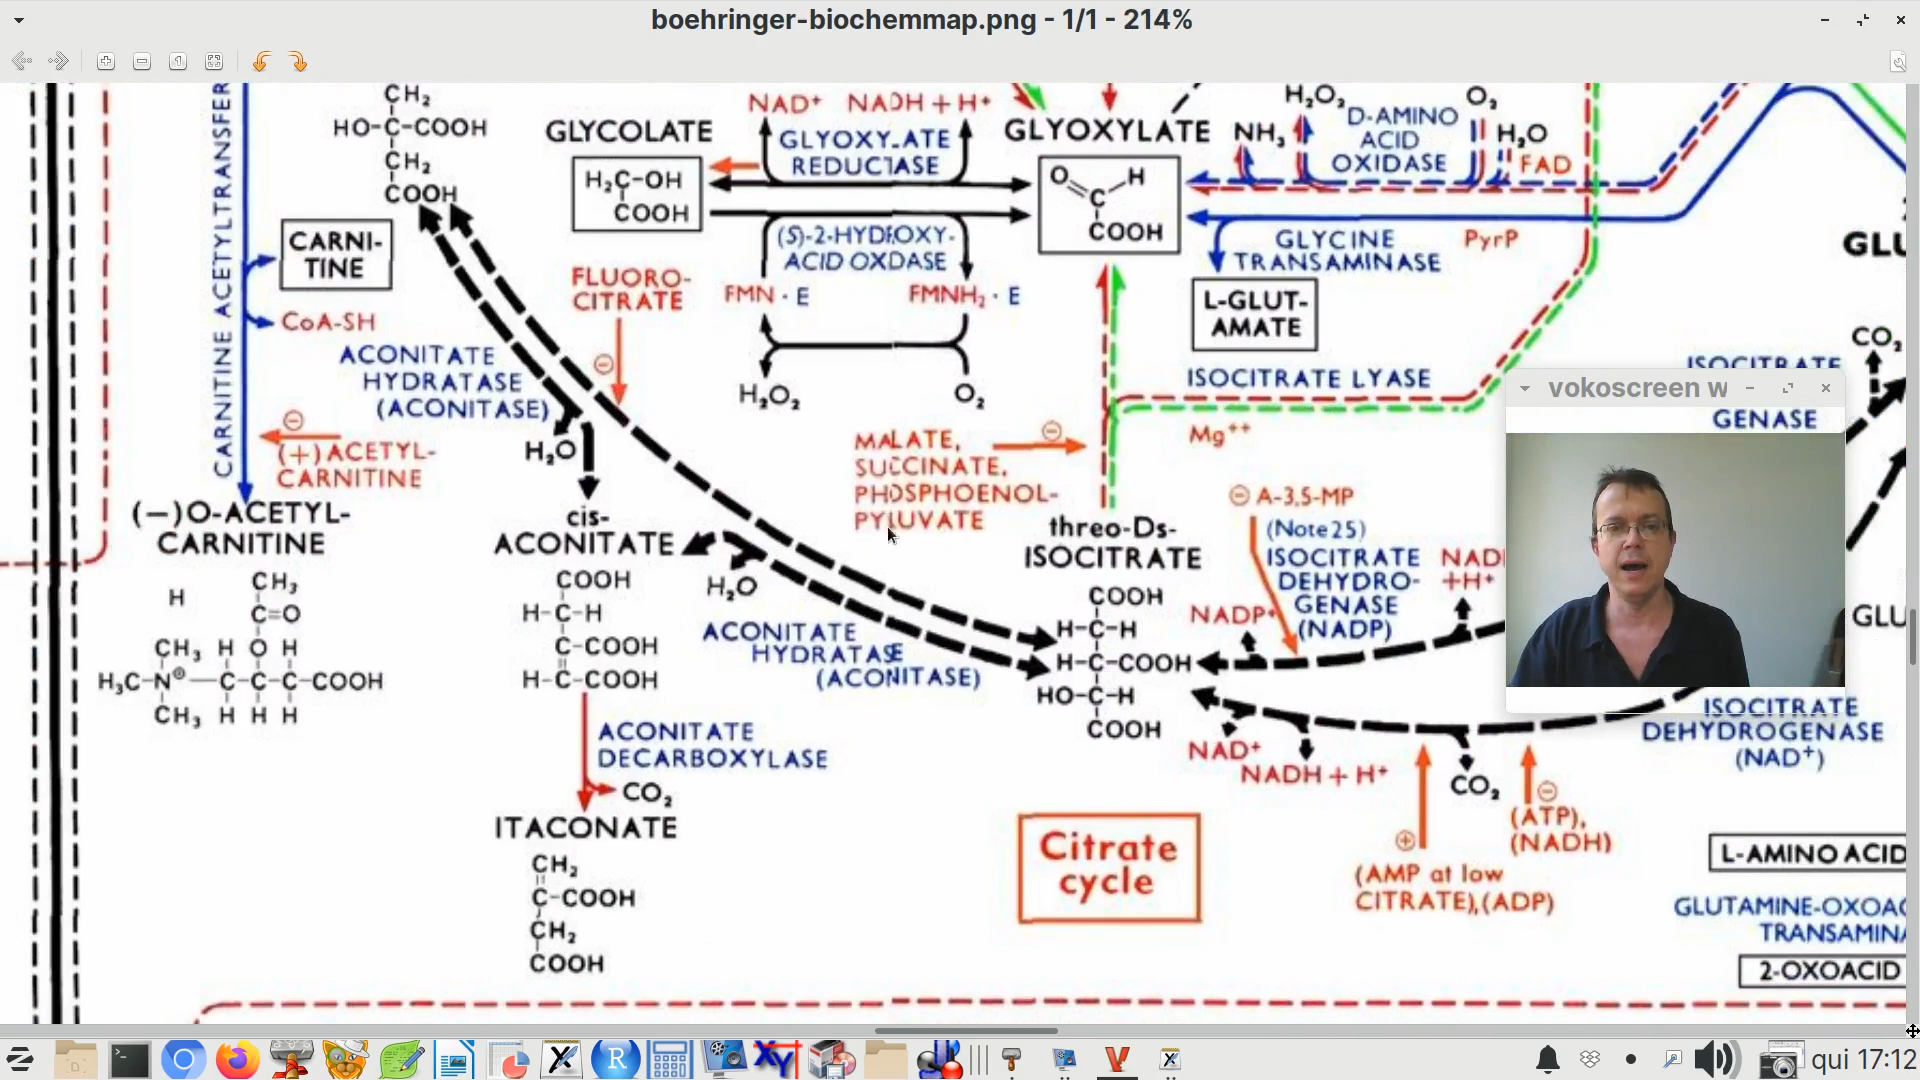 boehringer-biochemmap.png - 1/1 - 214%
CARNITINE ACETYLTRANSFER
CH₂
HO-C-COOH
CH₂
COOH
GLYCOLATE
H₂C-OH
COOH
NAD⁺ NADH + H⁺
GLYOXYLATE
REDUCTASE
GLYOXYLATE
O H
C
COOH
(S)-2-HYDROXY-
ACID OXDASE
FMN · E
FMNH₂ · E
H₂O₂
O₂
H₂O₂
O₂
NH₃
D-AMINO
ACID
OXIDASE
H₂O
FAD
GLYCINE
TRANSAMINASE
PyrP
L-GLUT-
AMATE
GLU
CO₂
CARNI-
TINE
CoA-SH
FLUORO-
CITRATE
⊖
ACONITATE
HYDRATASE
(ACONITASE)
H₂O
⊖
(+)ACETYL-
CARNITINE
(−)O-ACETYL-
CARNITINE
H
CH₃
C=O
CH₃ H O H
H₃C-N⊕-C-C-C-COOH
CH₃ H H H
cis-
ACONITATE
COOH
H-C-H
C-COOH
H-C-COOH
H₂O
ACONITATE
HYDRATASE
(ACONITASE)
ACONITATE
DECARBOXYLASE
CO₂
ITACONATE
CH₂
C-COOH
CH₂
COOH
ISOCITRATE LYASE
Mg⁺⁺
⊖
MALATE,
SUCCINATE,
PHOSPHOENOL-
PYRUVATE
threo-Ds-
ISOCITRATE
COOH
H-C-H
H-C-COOH
HO-C-H
COOH
⊖ A-3,5-MP
(Note25)
ISOCITRATE
DEHYDRO-
GENASE
(NADP)
NADP⁺
+H⁺
NAD⁺
NADH + H⁺
CO₂
⊕
(AMP at low
CITRATE),(ADP)
⊖
(ATP),
(NADH)
ISOCITRATE
vokoscreen w
GENASE
GLU
ISOCITRATE
DEHYDROGENASE
(NAD⁺)
Citrate
cycle
L-AMINO ACID
GLUTAMINE-OXOAC
TRANSAMINA
2-OXOACID
qui 17:12